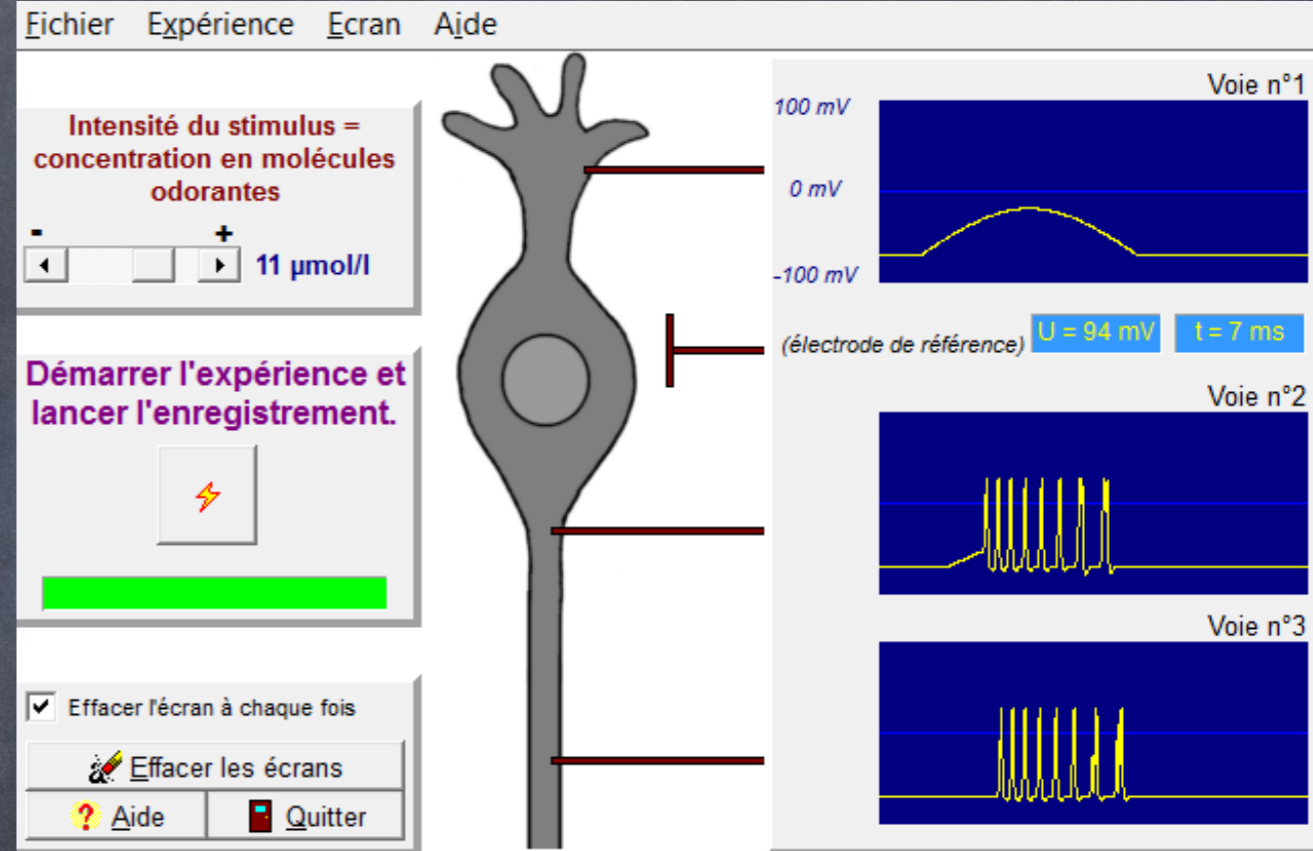 Fichier Expérience Ecran Aide
Intensité du stimulus =
concentration en molécules
odorantes
- +
11 µmol/l
Démarrer l'expérience et
lancer l'enregistrement.
Effacer l'écran à chaque fois
Effacer les écrans
? Aide
Quitter
Voie n°1
100 mV
0 mV
-100 mV
(électrode de référence) U = 94 mV t = 7 ms
Voie n°2
Voie n°3